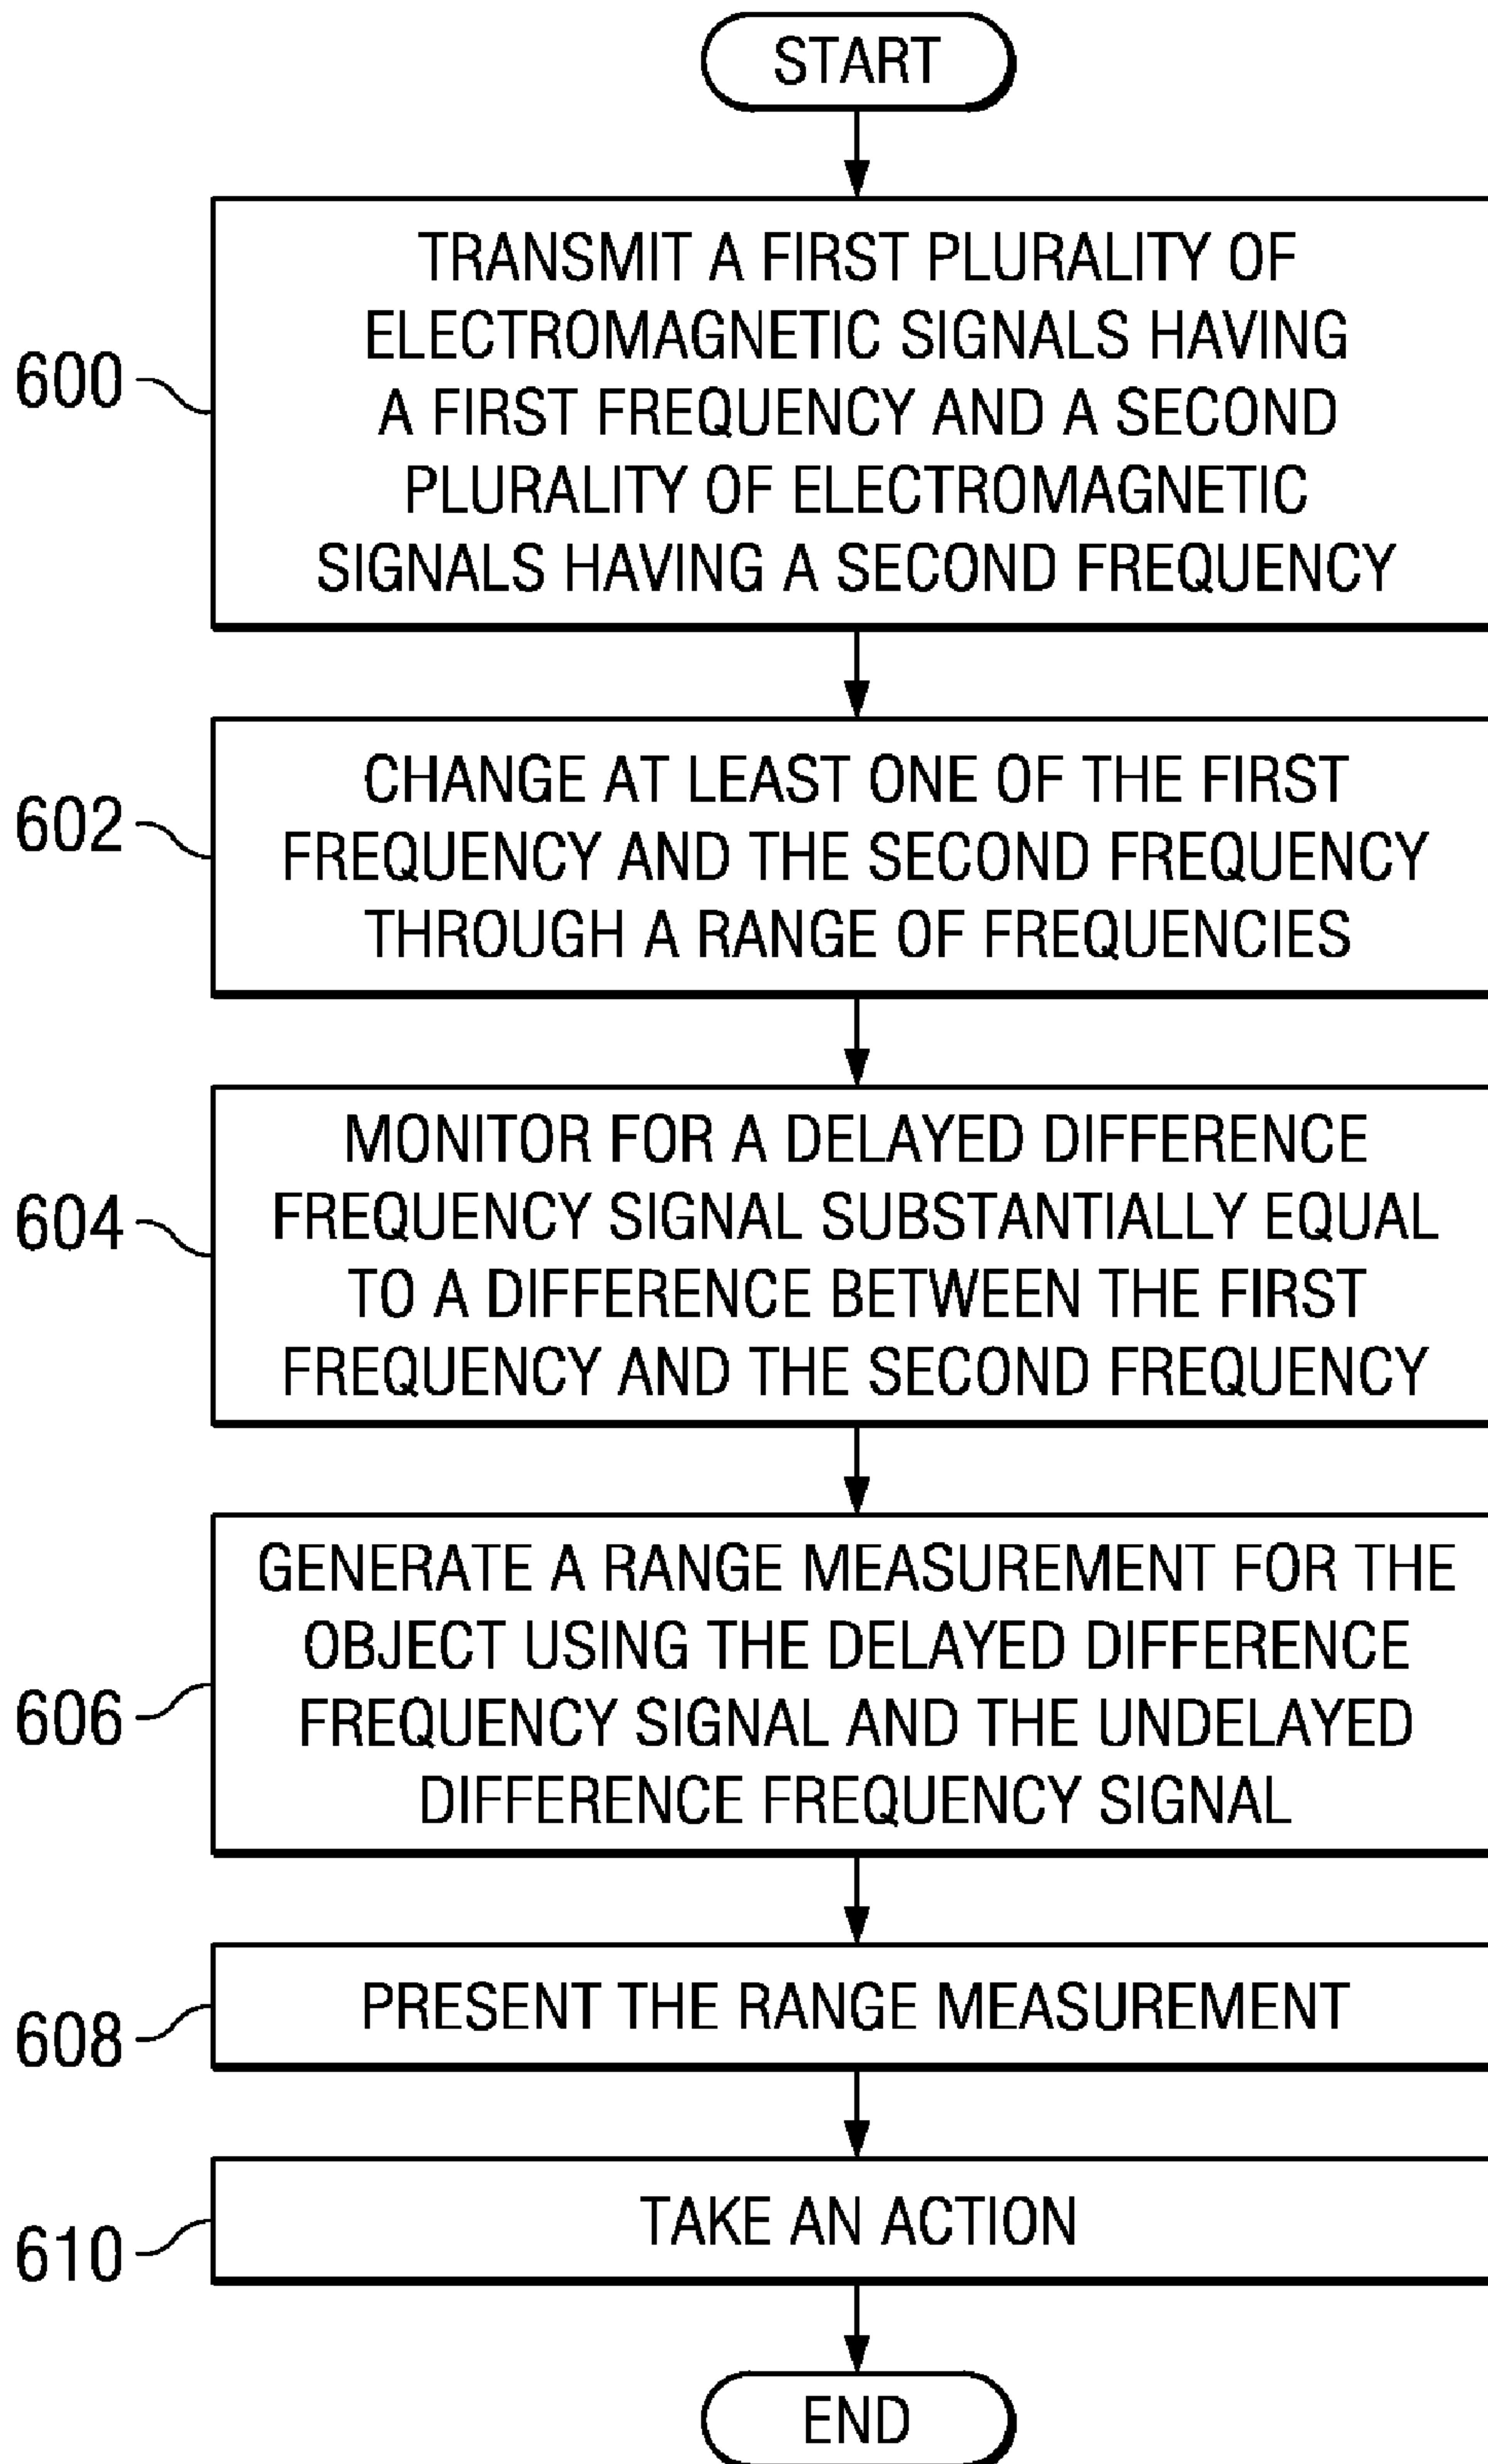 START
600
TRANSMIT A FIRST PLURALITY OF
ELECTROMAGNETIC SIGNALS HAVING
A FIRST FREQUENCY AND A SECOND
PLURALITY OF ELECTROMAGNETIC
SIGNALS HAVING A SECOND FREQUENCY
602
CHANGE AT LEAST ONE OF THE FIRST
FREQUENCY AND THE SECOND FREQUENCY
THROUGH A RANGE OF FREQUENCIES
604
MONITOR FOR A DELAYED DIFFERENCE
FREQUENCY SIGNAL SUBSTANTIALLY EQUAL
TO A DIFFERENCE BETWEEN THE FIRST
FREQUENCY AND THE SECOND FREQUENCY
606
GENERATE A RANGE MEASUREMENT FOR THE
OBJECT USING THE DELAYED DIFFERENCE
FREQUENCY SIGNAL AND THE UNDELAYED
DIFFERENCE FREQUENCY SIGNAL
608
PRESENT THE RANGE MEASUREMENT
610
TAKE AN ACTION
END